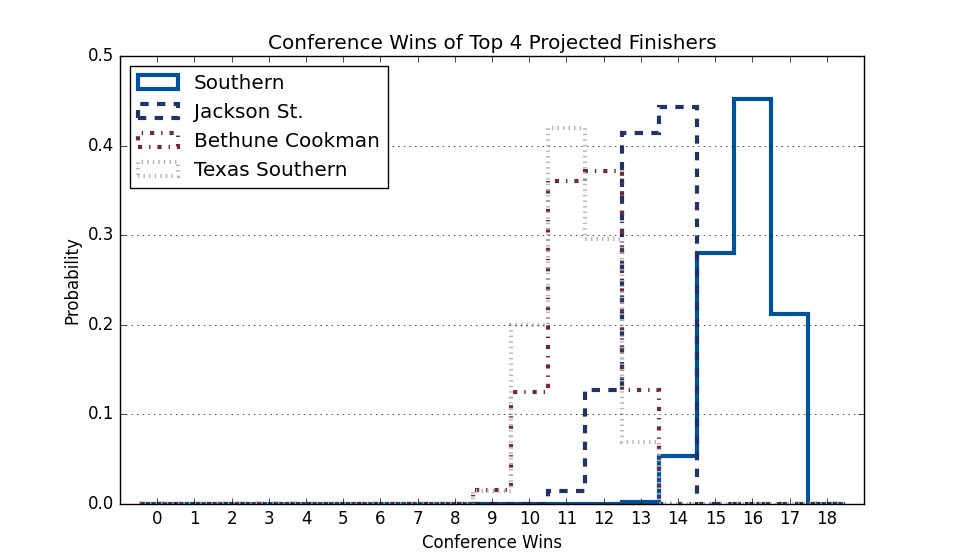 Conference Wins of Top 4 Projected Finishers
Southern
Jackson St.
Bethune Cookman
Texas Southern
0.5
0.4
0.3
0.2
0.1
0.0
Probability
0 1 2 3 4 5 6 7 8 9 10 11 12 13 14 15 16 17 18
Conference Wins